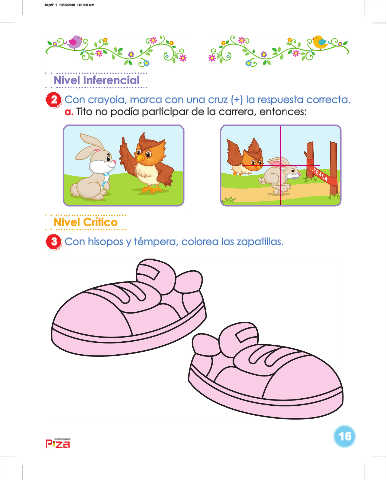 Nivel Inferencial
2 Con crayola, marca con una cruz (+) la respuesta correcta.
a. Tito no podía participar de la carrera, entonces:
Nivel Crítico
3 Con hisopos y témpera, colorea las zapatillas.
PIZA
16